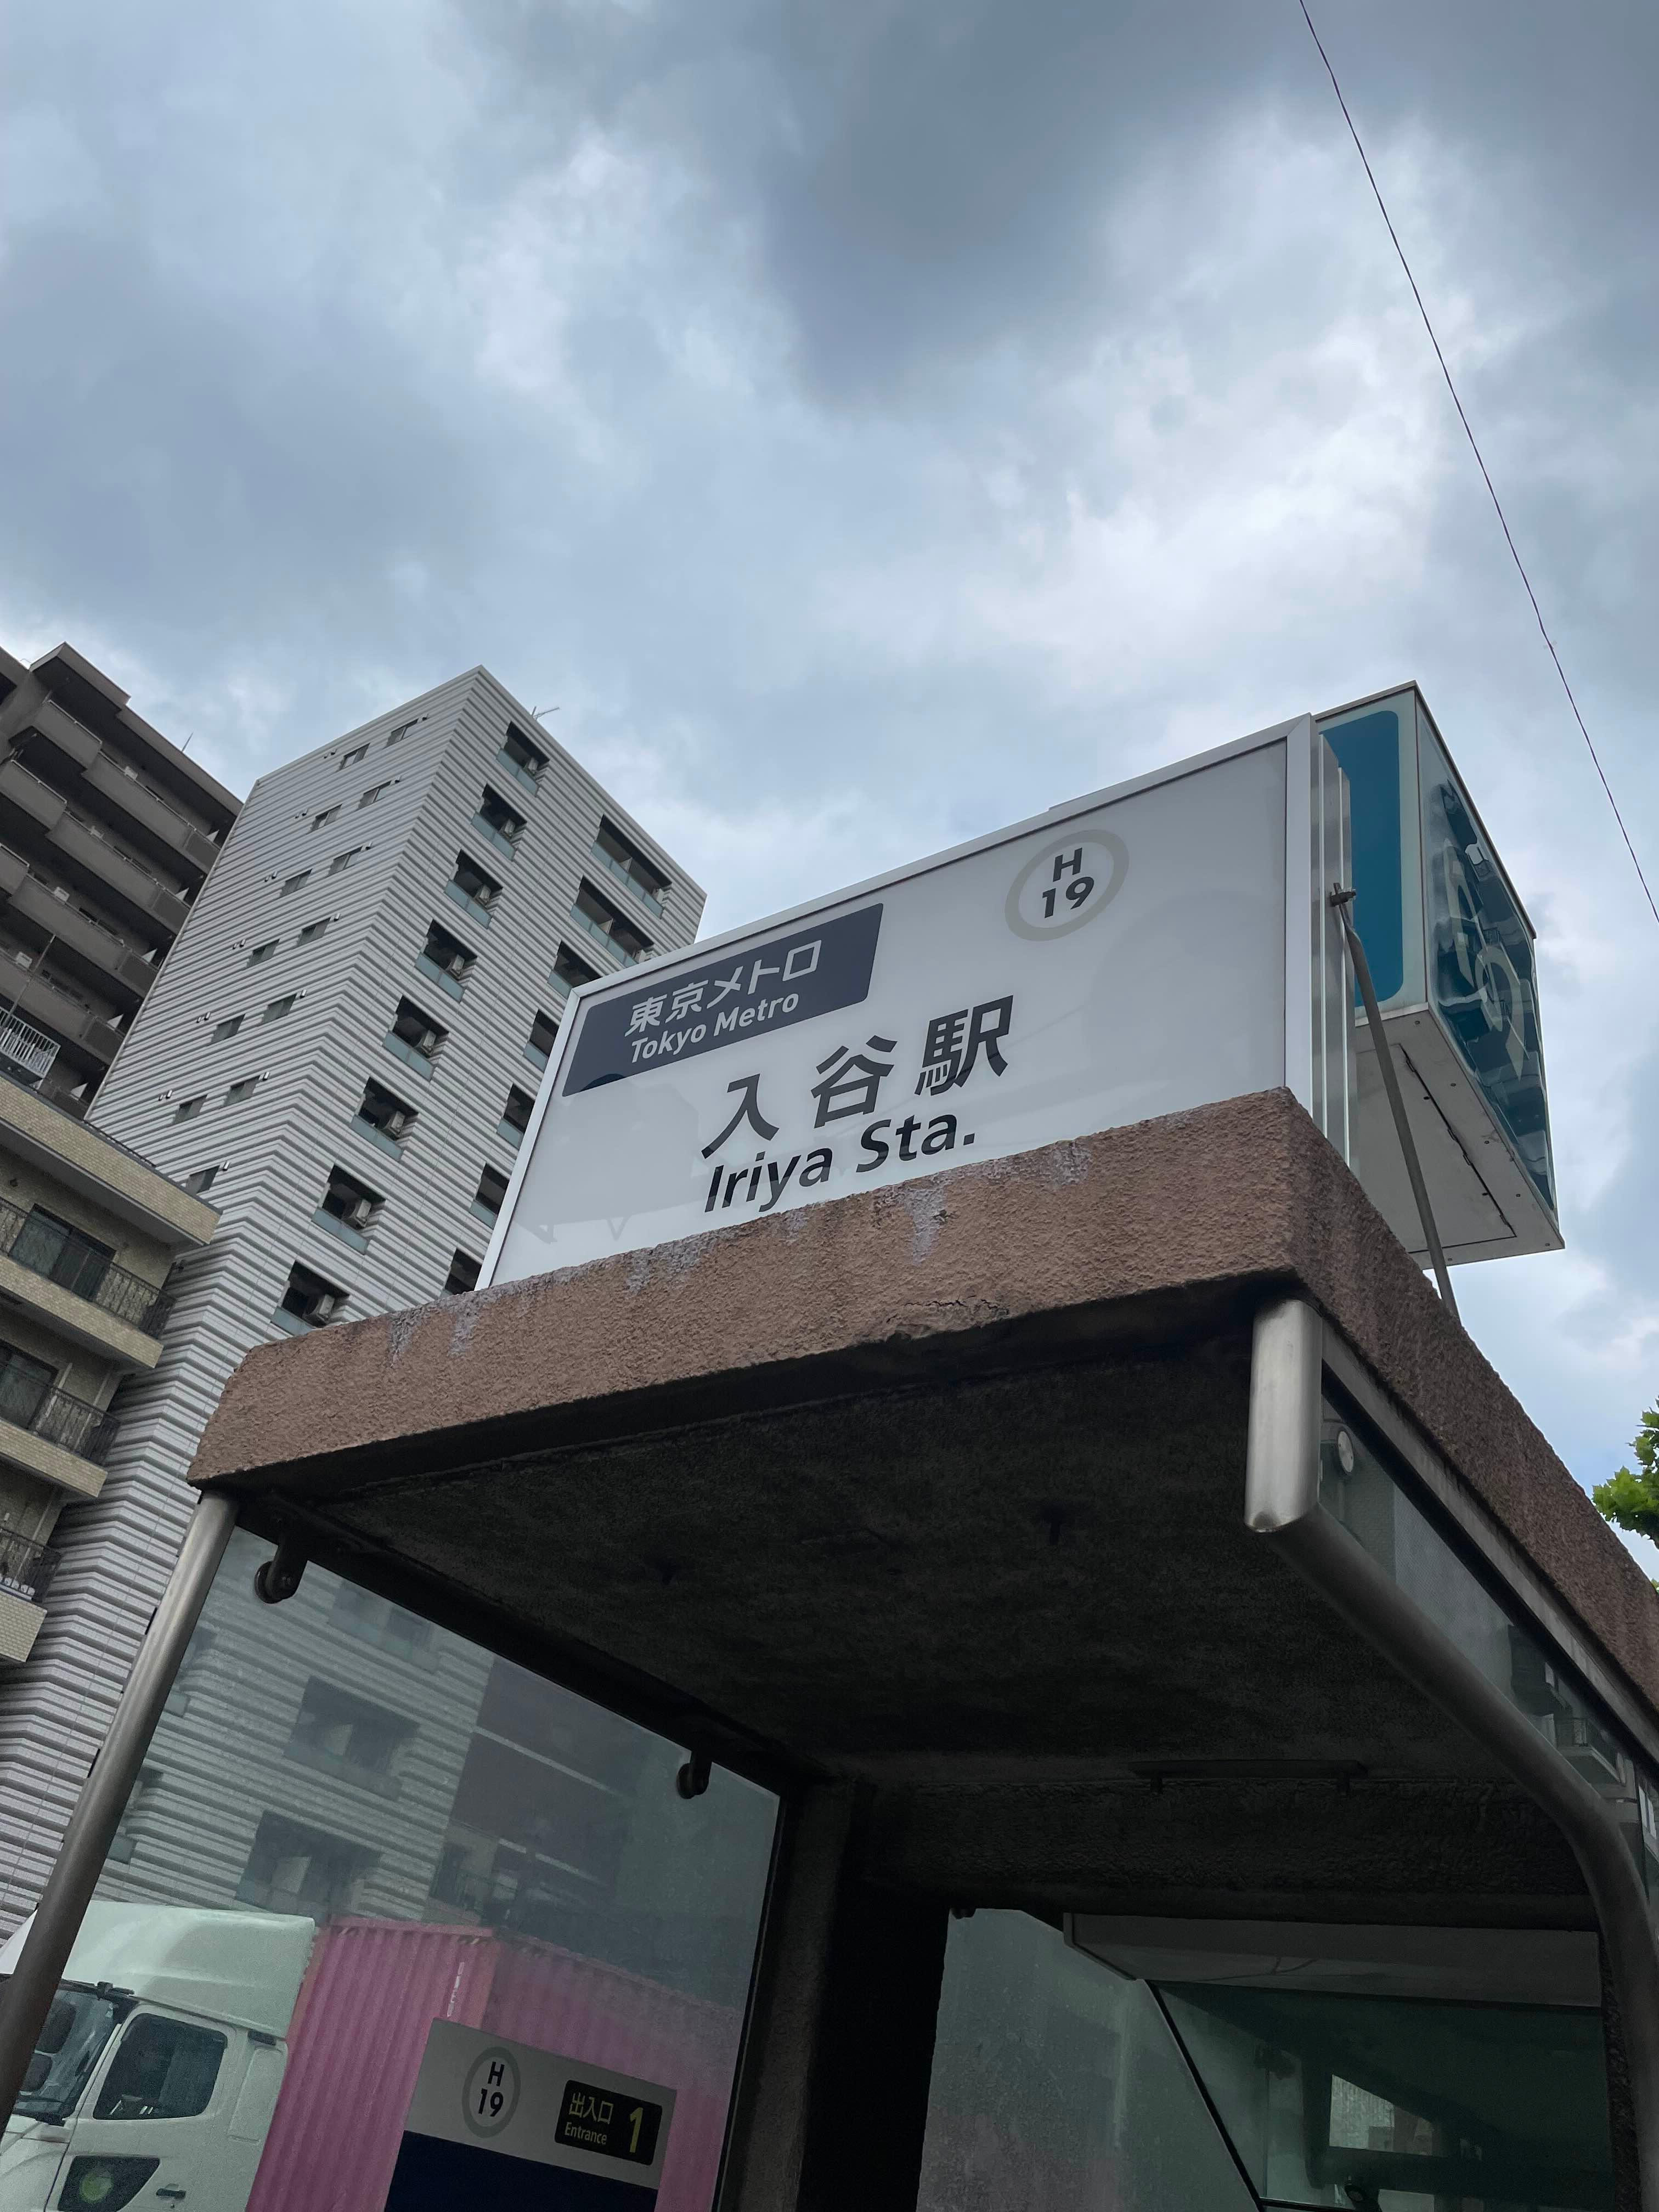 H
19
東京メトロ
Tokyo Metro
入谷駅
Iriya Sta.
H
19
出入口
Entrance
1